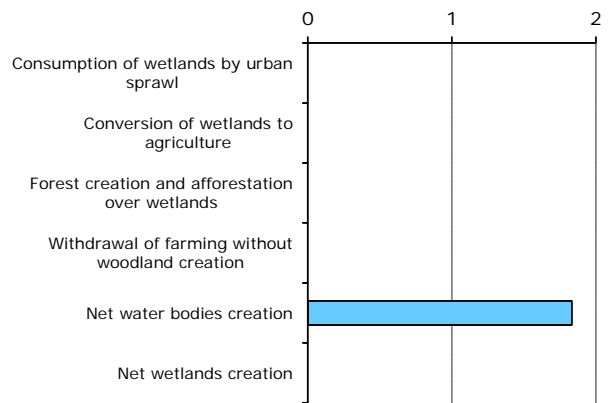 0 1 2
Consumption of wetlands by urban
sprawl
Conversion of wetlands to
agriculture
Forest creation and afforestation
over wetlands
Withdrawal of farming without
woodland creation
Net water bodies creation
Net wetlands creation